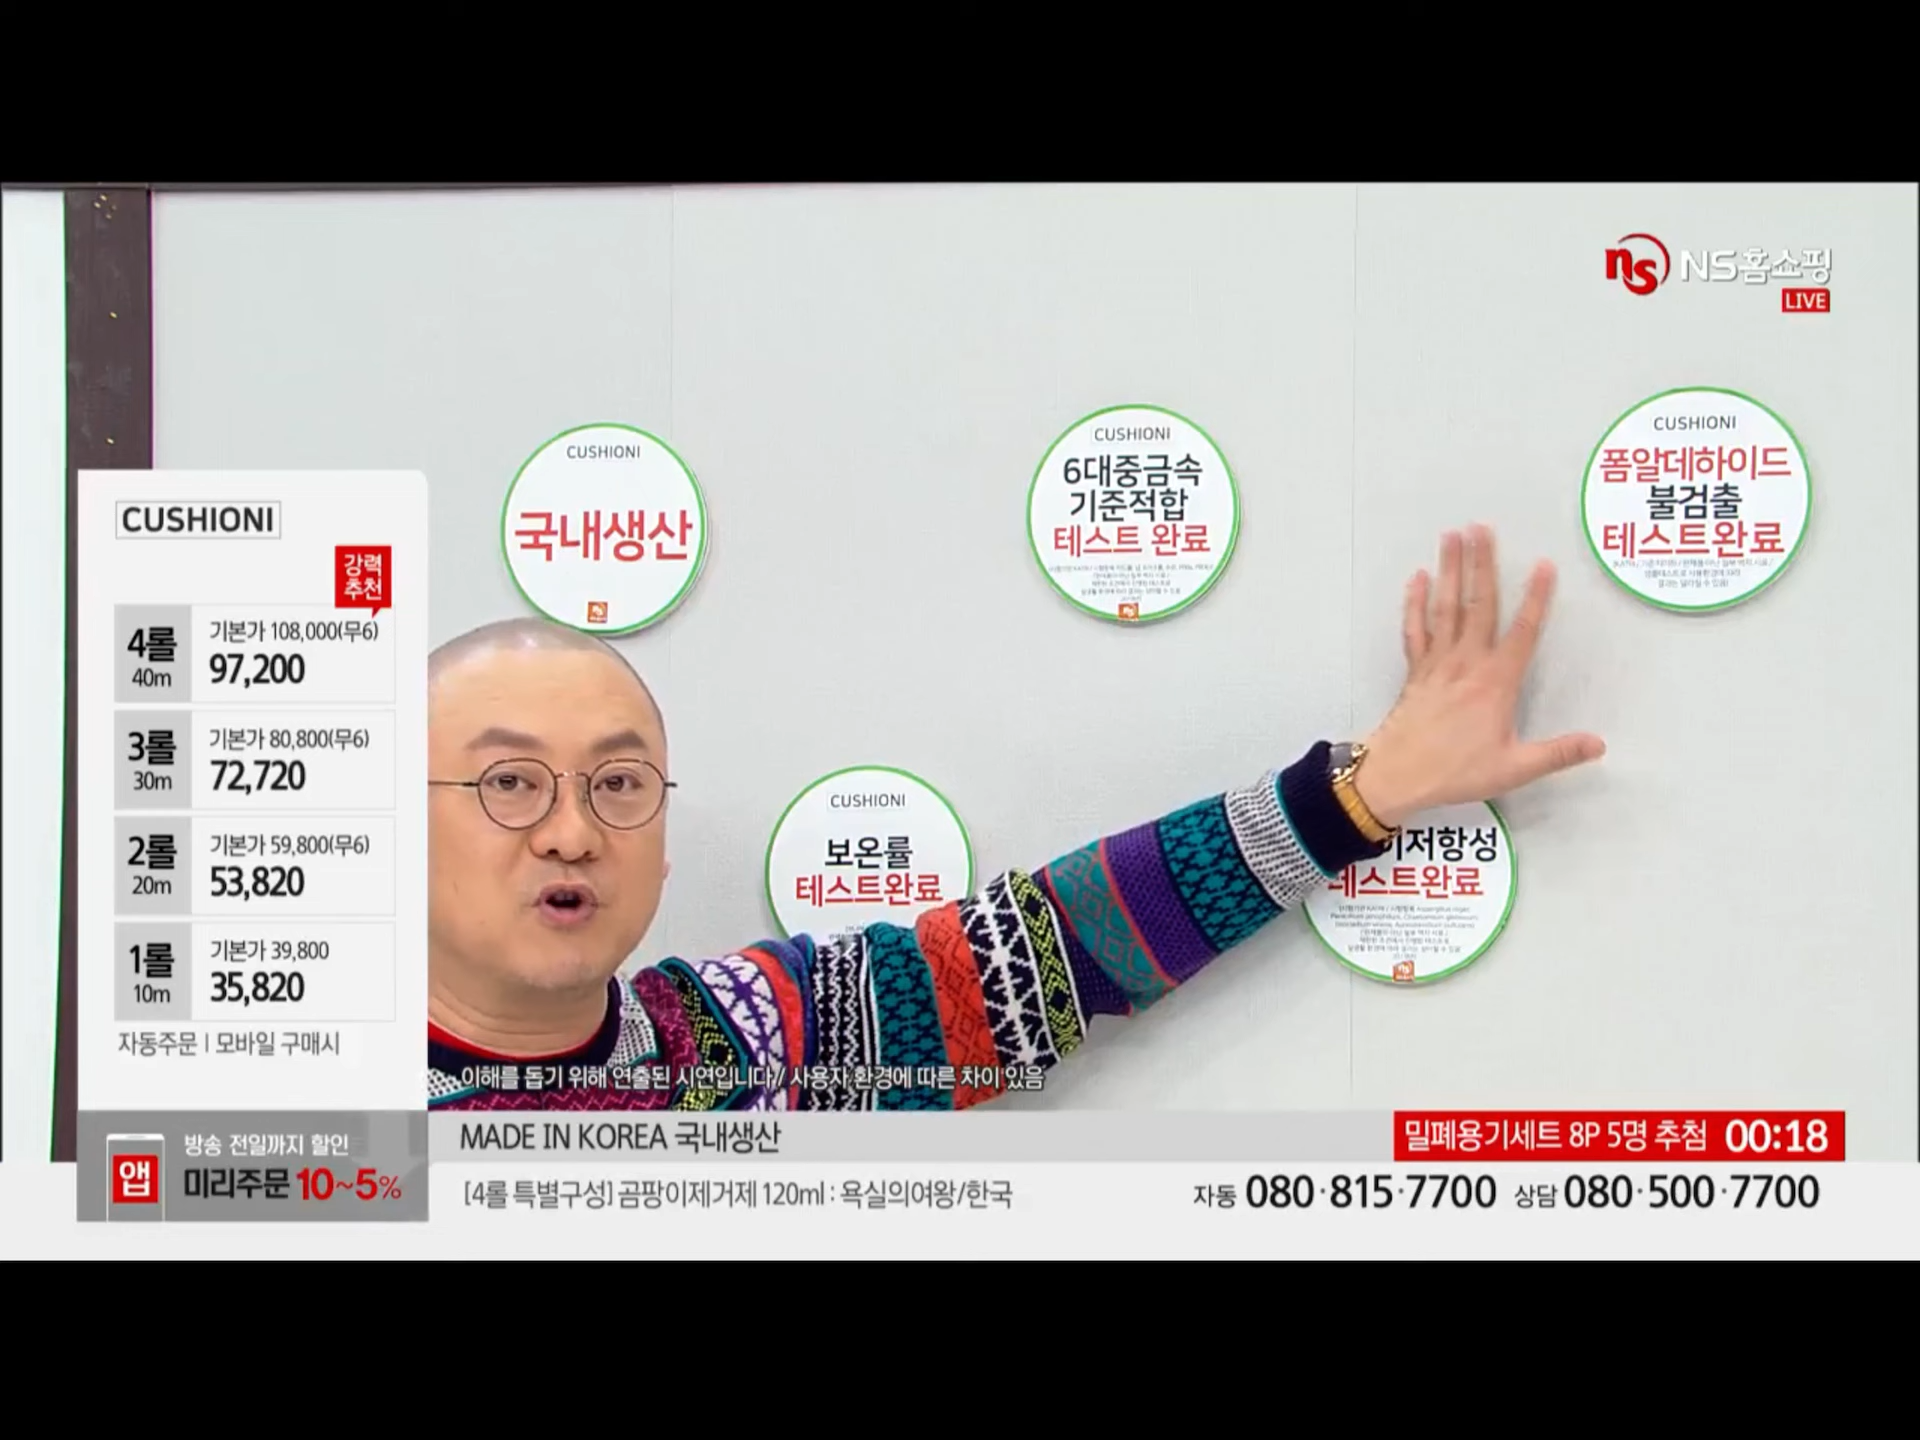 ns NS홈쇼핑
LIVE
CUSHIONI
국내생산
CUSHIONI
6대중금속
기준적합
테스트 완료
CUSHIONI
폼알데하이드
불검출
테스트완료
CUSHIONI
보온률
테스트완료
이저항성
테스트완료
CUSHIONI
강력
추천
4롤
40m
기본가 108,000(무6)
97,200
3롤
30m
기본가 80,800(무6)
72,720
2롤
20m
기본가 59,800(무6)
53,820
1롤
10m
기본가 39,800
35,820
자동주문 | 모바일 구매시
이해를 돕기 위해 연출된 시연입니다 / 사용자 환경에 따른 차이 있음
앱
방송 전일까지 할인
미리주문 10~5%
MADE IN KOREA 국내생산
밀폐용기세트 8P 5명 추첨 00:18
[4롤 특별구성] 곰팡이제거제 120ml : 욕실의여왕/한국
자동 080·815·7700 상담 080·500·7700